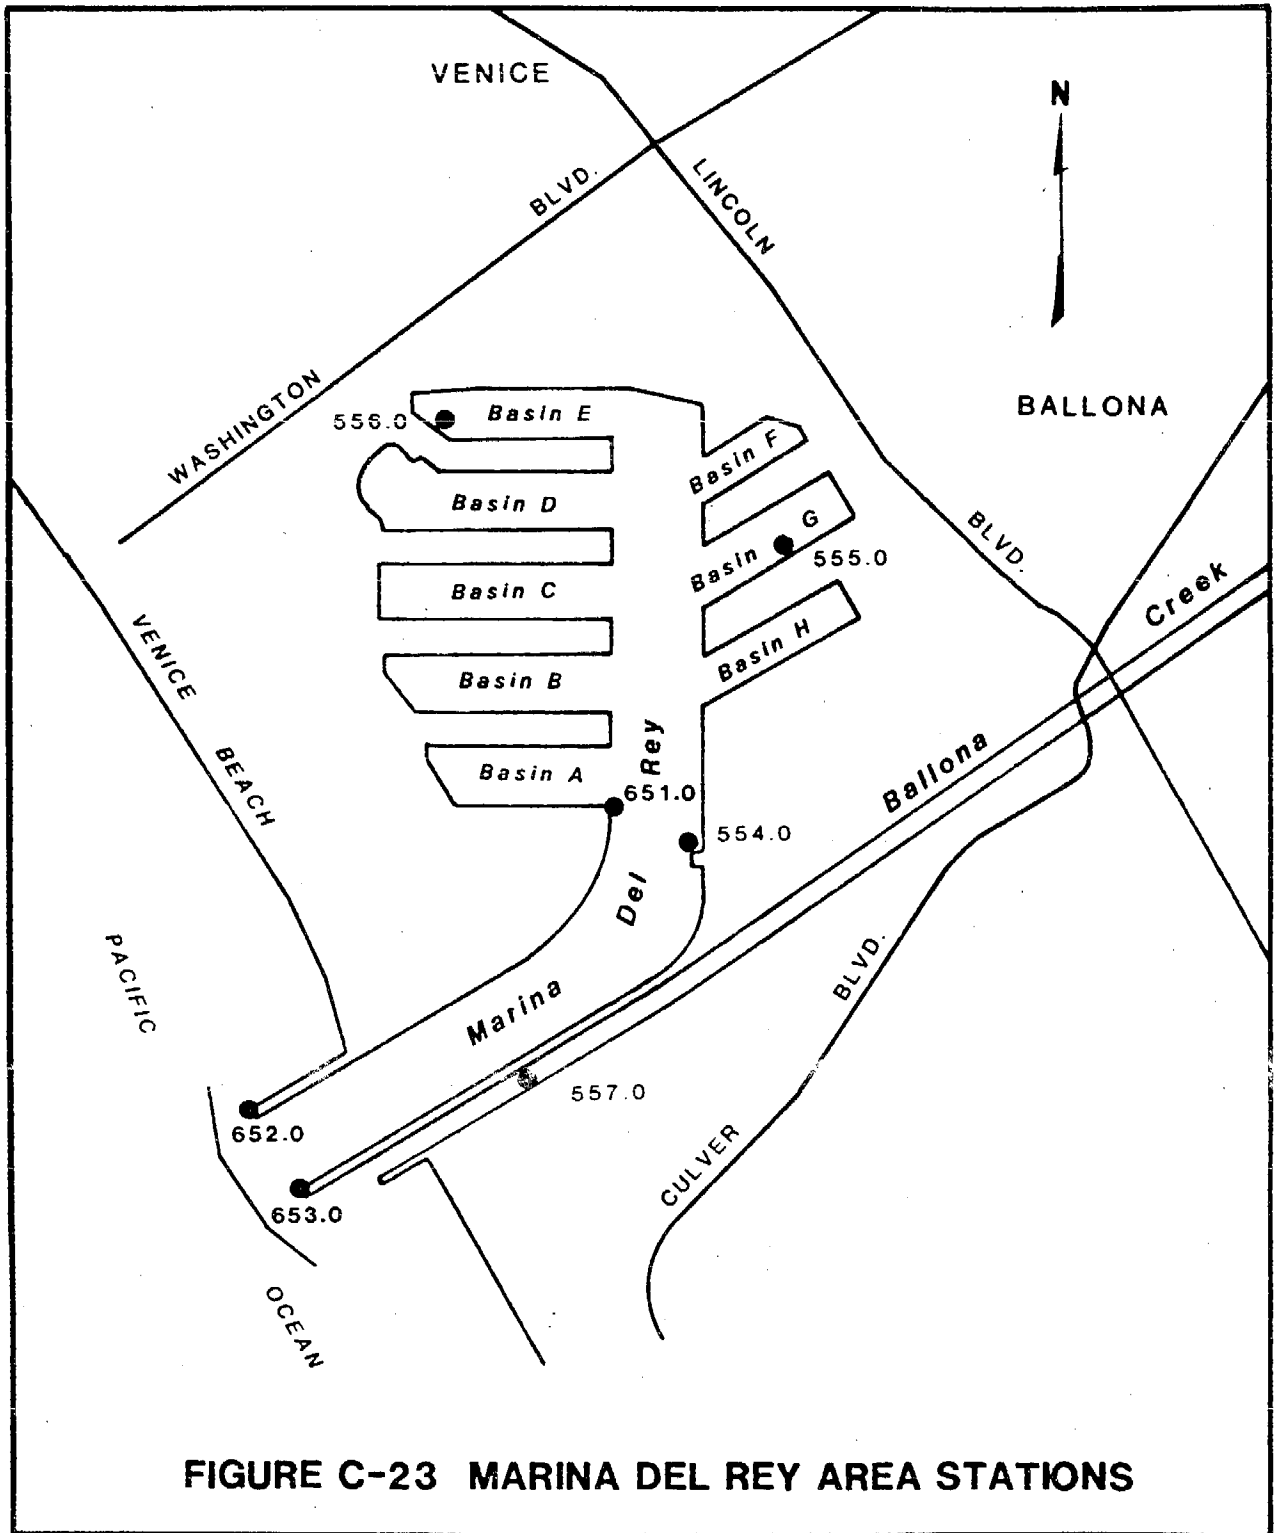 VENICE
N
LINCOLN
BLVD.
WASHINGTON
BALLONA
556.0
Basin E
Basin F
Basin D
Basin G
555.0
BLVD.
Basin C
Creek
Basin H
VENICE
Basin B
BEACH
Basin A
Rey
651.0
554.0
Ballona
Del
PACIFIC
BLVD.
Marina
557.0
652.0
CULVER
653.0
OCEAN
FIGURE C-23 MARINA DEL REY AREA STATIONS